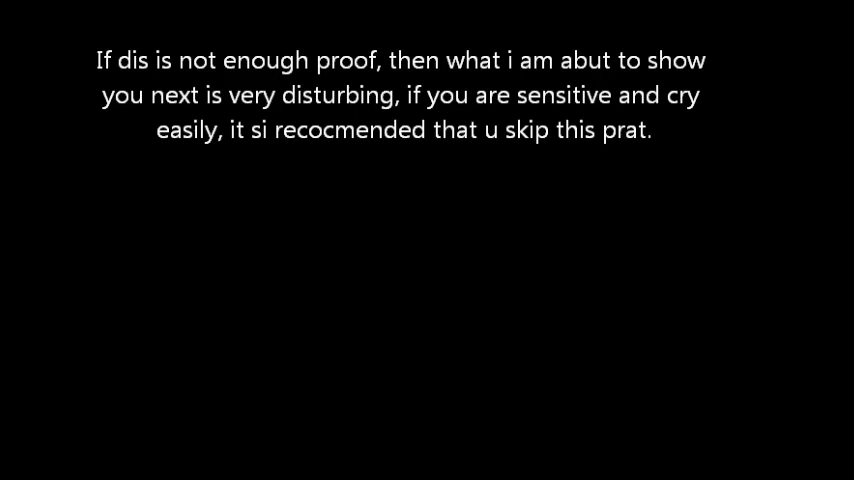 If dis is not enough proof, then what i am abut to show
you next is very disturbing, if you are sensitive and cry
easily, it si recocmended that u skip this prat.